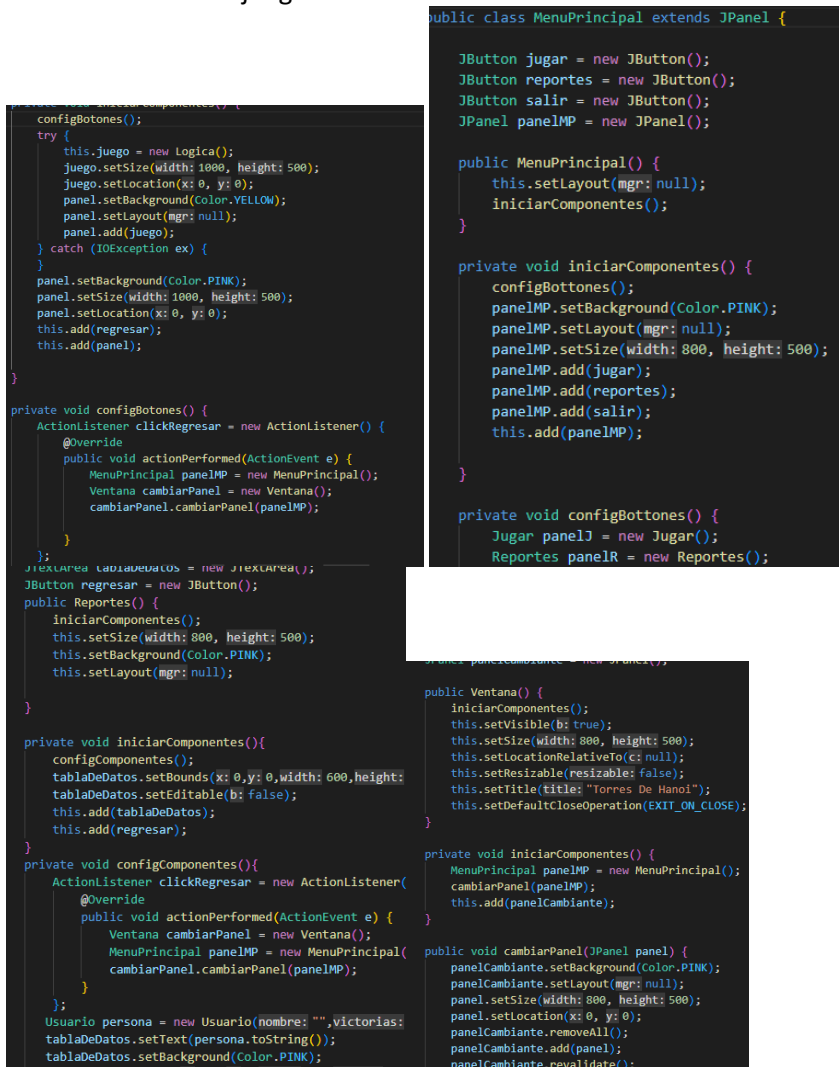 public class MenuPrincipal extends JPanel {
JButton jugar = new JButton();
JButton reportes = new JButton();
JButton salir = new JButton();
JPanel panelMP = new JPanel();
public MenuPrincipal() {
this.setLayout(mgr: null);
iniciarComponentes();
}
private void iniciarComponentes() {
configBottones();
panelMP.setBackground(Color.PINK);
panelMP.setLayout(mgr: null);
panelMP.setSize(width: 800, height: 500);
panelMP.add(jugar);
panelMP.add(reportes);
panelMP.add(salir);
this.add(panelMP);
}
private void configBottones() {
Jugar panelJ = new Jugar();
Reportes panelR = new Reportes();
private void iniciarComponentes() {
configBotones();
try {
this.juego = new Logica();
juego.setSize(width: 1000, height: 500);
juego.setLocation(x: 0, y: 0);
panel.setBackground(Color.YELLOW);
panel.setLayout(mgr: null);
panel.add(juego);
} catch (IOException ex) {
}
panel.setBackground(Color.PINK);
panel.setSize(width: 1000, height: 500);
panel.setLocation(x: 0, y: 0);
this.add(regresar);
this.add(panel);
}
private void configBotones() {
ActionListener clickRegresar = new ActionListener() {
@Override
public void actionPerformed(ActionEvent e) {
MenuPrincipal panelMP = new MenuPrincipal();
Ventana cambiarPanel = new Ventana();
cambiarPanel.cambiarPanel(panelMP);
}
};
JTextArea tablaDeDatos = new JTextArea();
JButton regresar = new JButton();
public Reportes() {
iniciarComponentes();
this.setSize(width: 800, height: 500);
this.setBackground(Color.PINK);
this.setLayout(mgr: null);
}
private void iniciarComponentes(){
configComponentes();
tablaDeDatos.setBounds(x: 0,y: 0,width: 600,height:
tablaDeDatos.setEditable(b: false);
this.add(tablaDeDatos);
this.add(regresar);
}
private void configComponentes(){
ActionListener clickRegresar = new ActionListener(
@Override
public void actionPerformed(ActionEvent e) {
Ventana cambiarPanel = new Ventana();
MenuPrincipal panelMP = new MenuPrincipal(
cambiarPanel.cambiarPanel(panelMP);
}
};
Usuario persona = new Usuario(nombre: "",victorias:
tablaDeDatos.setText(persona.toString());
tablaDeDatos.setBackground(Color.PINK);
JPanel panelCambiante = new JPanel();
public Ventana() {
iniciarComponentes();
this.setVisible(b: true);
this.setSize(width: 800, height: 500);
this.setLocationRelativeTo(c: null);
this.setResizable(resizable: false);
this.setTitle(title: "Torres De Hanoi");
this.setDefaultCloseOperation(EXIT_ON_CLOSE);
}
private void iniciarComponentes() {
MenuPrincipal panelMP = new MenuPrincipal();
cambiarPanel(panelMP);
this.add(panelCambiante);
}
public void cambiarPanel(JPanel panel) {
panelCambiante.setBackground(Color.PINK);
panelCambiante.setLayout(mgr: null);
panel.setSize(width: 800, height: 500);
panel.setLocation(x: 0, y: 0);
panelCambiante.removeAll();
panelCambiante.add(panel);
panelCambiante.revalidate();